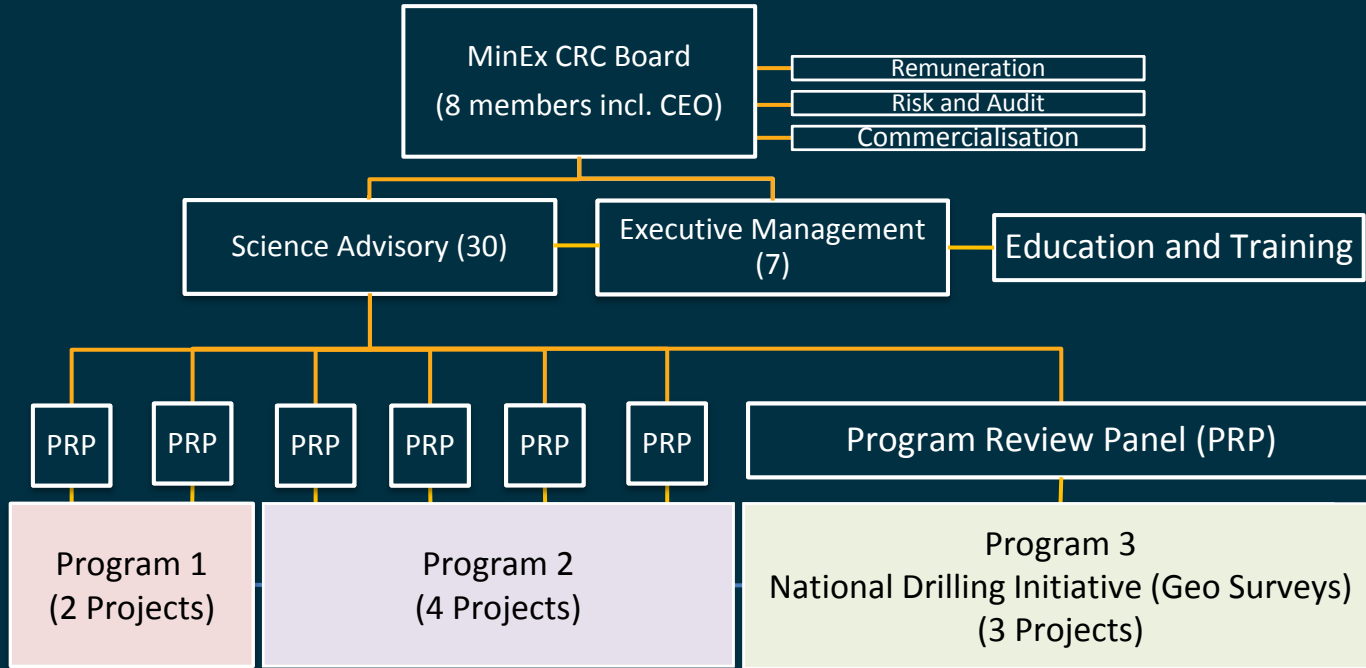 MinEx CRC Board
(8 members incl. CEO)
Remuneration
Risk and Audit
Commercialisation
Science Advisory (30)
Executive Management
(7)
Education and Training
PRP
PRP
PRP
PRP
PRP
PRP
Program Review Panel (PRP)
Program 1
(2 Projects)
Program 2
(4 Projects)
Program 3
National Drilling Initiative (Geo Surveys)
(3 Projects)